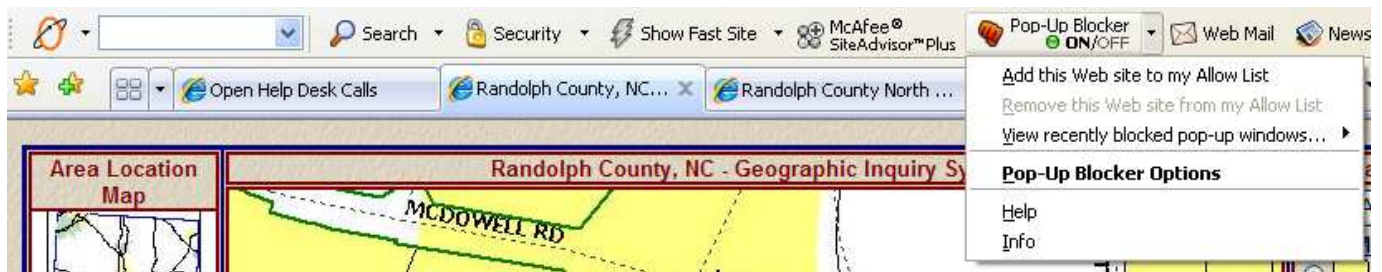 Search
Security
Show Fast Site
McAfee®
SiteAdvisor™Plus
Pop-Up Blocker
ON/OFF
Web Mail
News
Open Help Desk Calls
Randolph County, NC...
Randolph County North ...
Add this Web site to my Allow List
Remove this Web site from my Allow List
View recently blocked pop-up windows...
Pop-Up Blocker Options
Help
Info
Area Location
Map
Randolph County, NC - Geographic Inquiry Sy
MCDOWELL RD